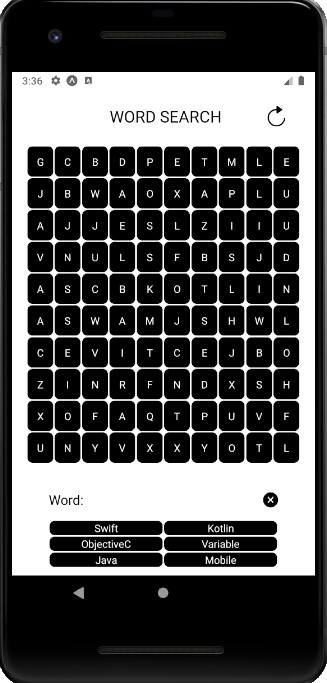 3:36
WORD SEARCH
G C B D P E T M L E
J B W A O X A P L U
A J J E S L Z I I U
V N U L S F B S J D
A S C B K O T L I N
A S W A M J S H W L
C E V I T C E J B O
Z I N R F N D X S H
X O F A Q T P U V F
U N Y V X X Y O T L
Word:
Swift Kotlin
ObjectiveC Variable
Java Mobile